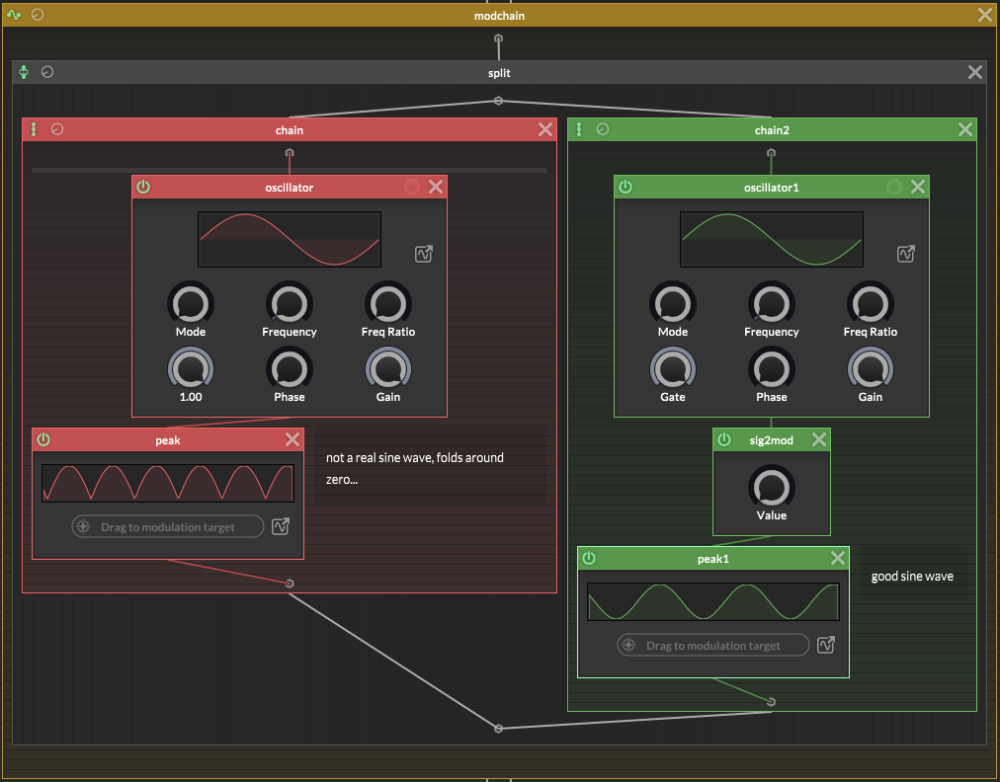 modchain
split
chain
chain2
oscillator
oscillator1
Mode
Frequency
Freq Ratio
Mode
Frequency
Freq Ratio
1.00
Phase
Gain
Gate
Phase
Gain
peak
sig2mod
not a real sine wave, folds around
zero...
Value
Drag to modulation target
peak1
good sine wave
Drag to modulation target